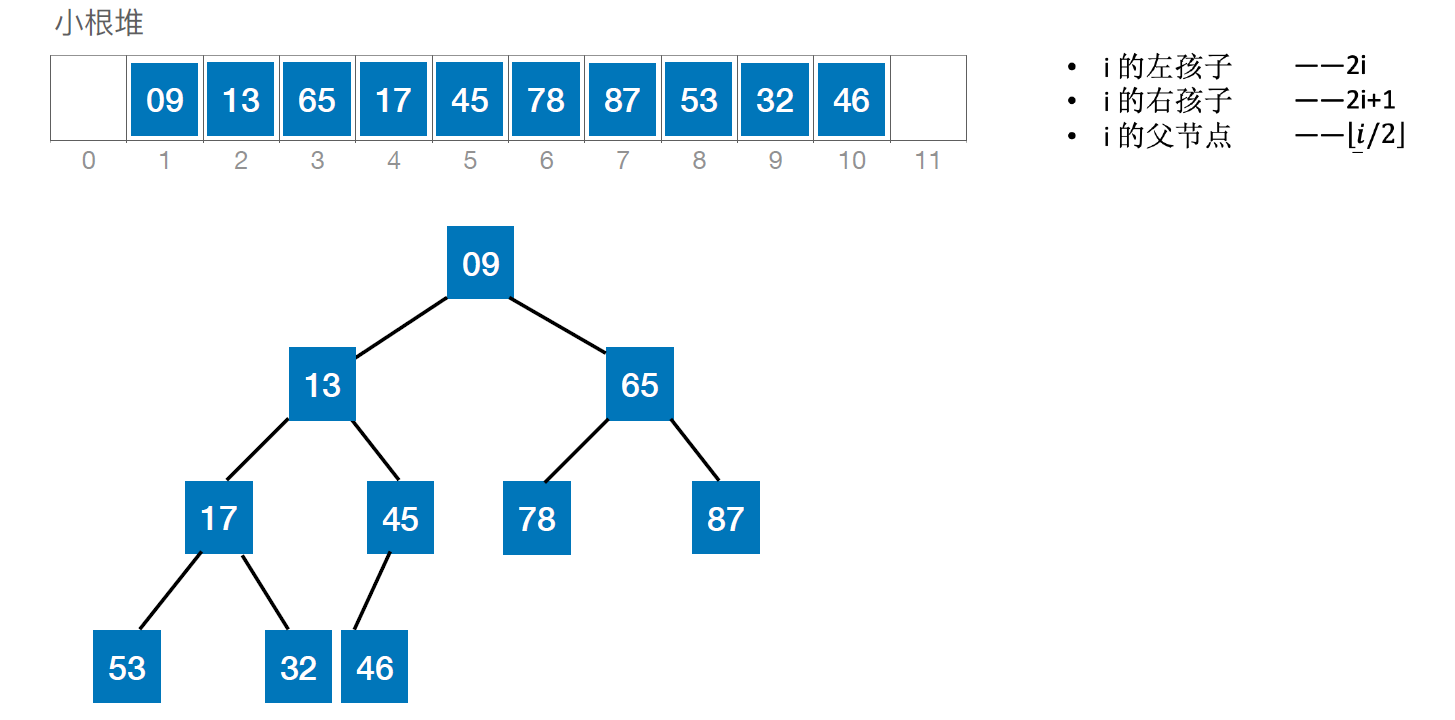 小根堆
09 13 65 17 45 78 87 53 32 46
0 1 2 3 4 5 6 7 8 9 10 11
• i 的左孩子 ——2i
• i 的右孩子 ——2i+1
• i 的父节点 ——⌊i/2⌋
09
13 65
17 45 78 87
53 32 46